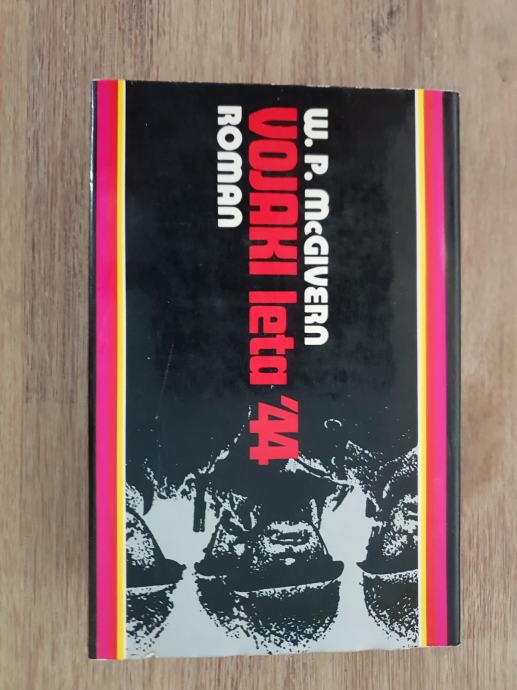 W. P. McGIVERN
VOJAKI leta '44
ROMAN